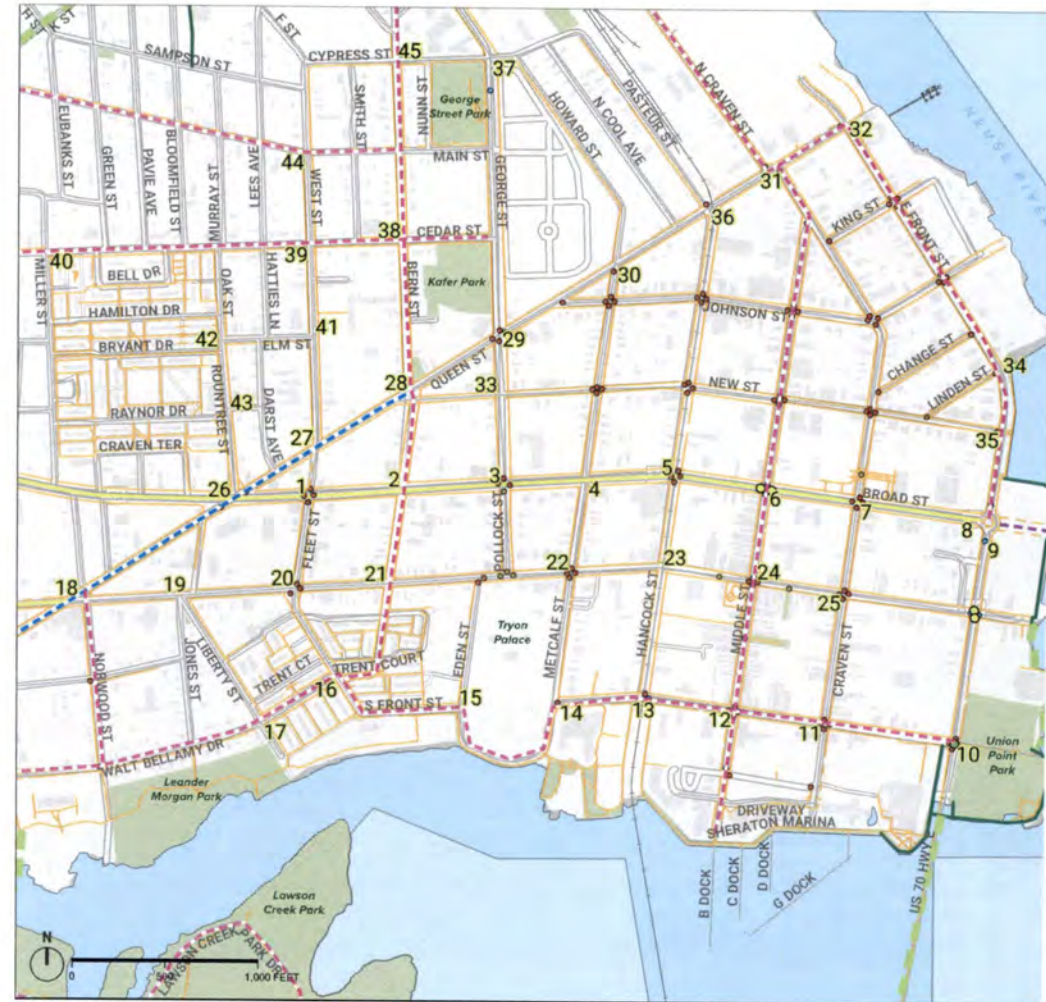 H ST
K ST
F ST
SAMPSON ST
CYPRESS ST
45
37
George
Street Park
NUNN ST
SMITH ST
HOWARD ST
N COOL AVE
PASTEUR ST
N CRAVEN ST
32
NEUSE RIVER
EUBANKS ST
GREEN ST
PAVIE AVE
BLOOMFIELD ST
MURRAY ST
LEES AVE
44
WEST ST
MAIN ST
GEORGE ST
31
36
KING ST
E FRONT ST
38
CEDAR ST
40
39
BELL DR
MILLER ST
OAK ST
HATTIES LN
Kafer Park
BERN ST
30
HAMILTON DR
41
JOHNSON ST
42
ELM ST
29
BRYANT DR
QUEEN ST
CHANGE ST
34
28
33
NEW ST
LINDEN ST
ROUNTREE ST
43
DARST AVE
RAYNOR DR
35
CRAVEN TER
27
26
1
2
3
4
5
6
7
BROAD ST
8
9
POLLOCK ST
FLEET ST
18
19
20
21
22
23
24
25
8
HANCOCK ST
MIDDLE ST
CRAVEN ST
METCALF ST
EDEN ST
Tryon
Palace
NORWOOD ST
JONES ST
LIBERTY ST
TRENT CT
TRENT COURT
16
15
S FRONT ST
14
13
12
11
10
17
WALT BELLAMY DR
Union
Point
Park
Leander
Morgan Park
DRIVEWAY
SHERATON MARINA
B DOCK
C DOCK
D DOCK
G DOCK
US 70 HWY
Lawson
Creek Park
LAWSON CREEK PARK DR
N
0
500
1,000 FEET